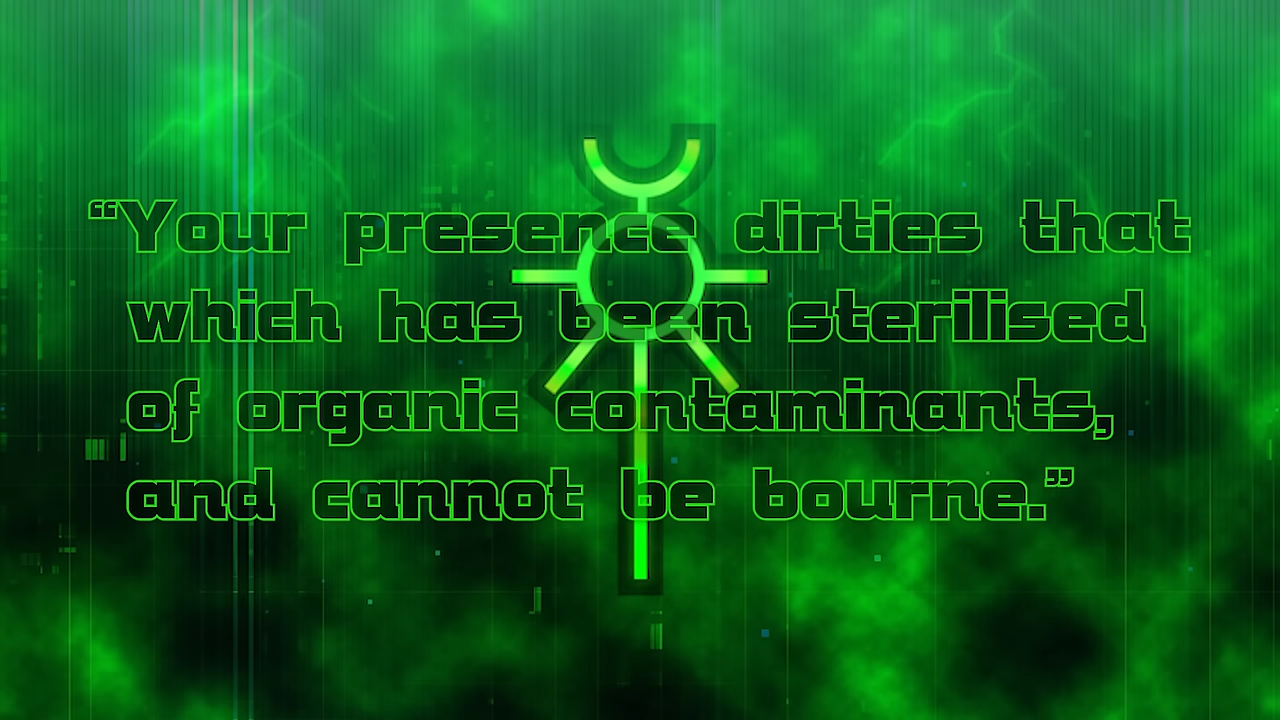 “Your presence dirties that
which has been sterilised
of organic contaminants,
and cannot be bourne.”